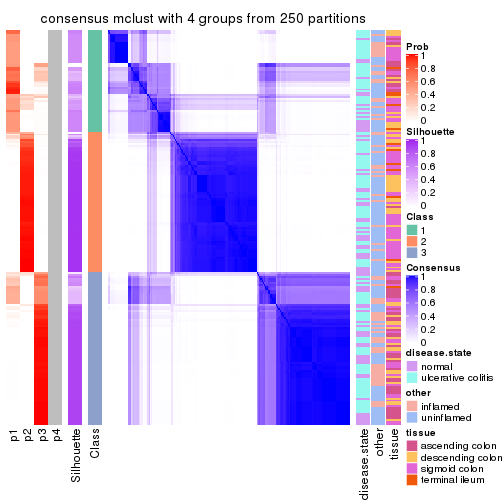 consensus mclust with 4 groups from 250 partitions
p1
p2
p3
p4
Silhouette
Class
disease.state
other
tissue
Prob
1
0.8
0.6
0.4
0.2
0
Silhouette
1
0.8
0.6
0.4
0.2
0
Class
1
2
3
Consensus
1
0.8
0.6
0.4
0.2
0
disease.state
normal
ulcerative colitis
other
inflamed
uninflamed
tissue
ascending colon
descending colon
sigmoid colon
terminal ileum